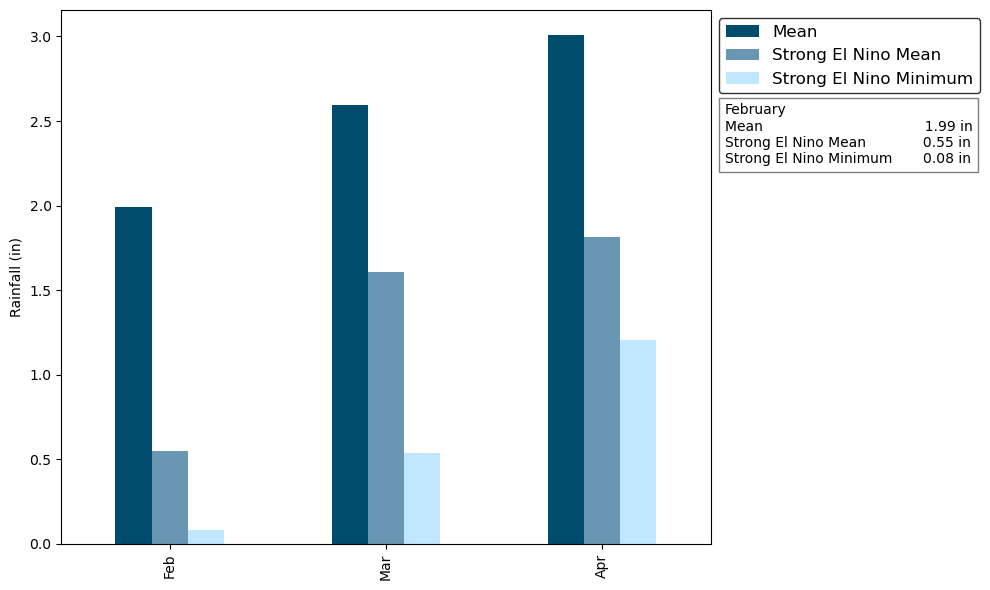 Rainfall (in)
3.0
2.5
2.0
1.5
1.0
0.5
0.0
Feb
Mar
Apr
Mean
Strong El Nino Mean
Strong El Nino Minimum
February
Mean 1.99 in
Strong El Nino Mean 0.55 in
Strong El Nino Minimum 0.08 in